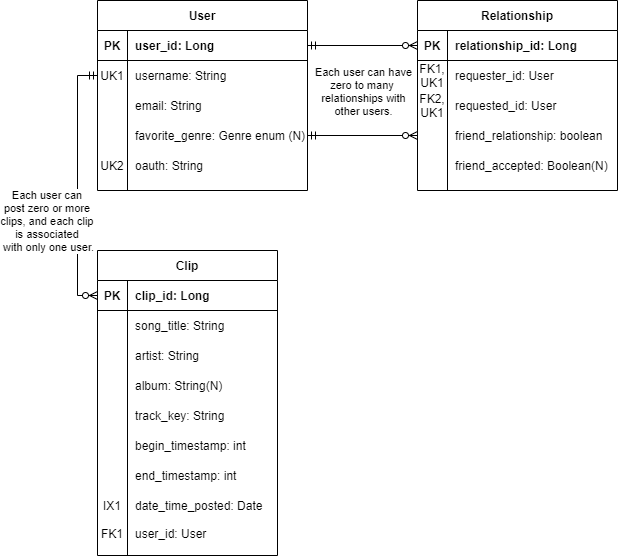 User
PK user_id: Long
UK1 username: String
email: String
favorite_genre: Genre enum (N)
UK2 oauth: String
Each user can have
zero to many
relationships with
other users.
Relationship
PK relationship_id: Long
FK1,
UK1 requester_id: User
FK2,
UK1 requested_id: User
friend_relationship: boolean
friend_accepted: Boolean(N)
Each user can
post zero or more
clips, and each clip
is associated
with only one user.
Clip
PK clip_id: Long
song_title: String
artist: String
album: String(N)
track_key: String
begin_timestamp: int
end_timestamp: int
IX1 date_time_posted: Date
FK1 user_id: User